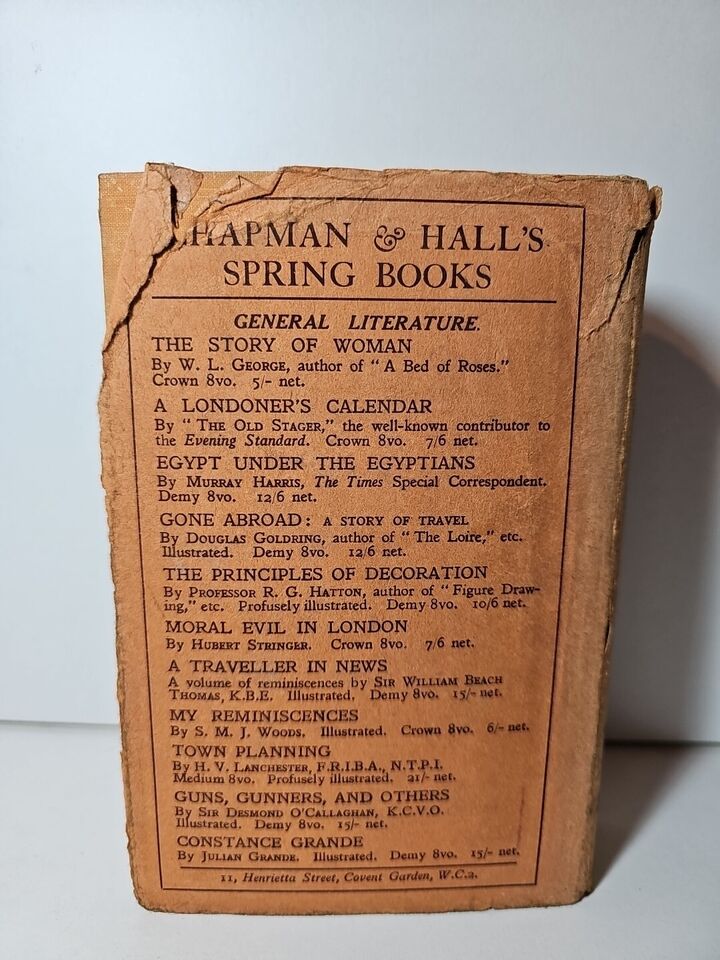 HAPMAN & HALL'S
SPRING BOOKS
GENERAL LITERATURE.
THE STORY OF WOMAN
By W. L. GEORGE, author of "A Bed of Roses."
Crown 8vo. 5/- net.
A LONDONER'S CALENDAR
By "THE OLD STAGER," the well-known contributor to
the Evening Standard. Crown 8vo. 7/6 net.
EGYPT UNDER THE EGYPTIANS
By MURRAY HARRIS, The Times Special Correspondent.
Demy 8vo. 12/6 net.
GONE ABROAD: A STORY OF TRAVEL
By DOUGLAS GOLDRING, author of "The Loire," etc.
Illustrated. Demy 8vo. 12/6 net.
THE PRINCIPLES OF DECORATION
By PROFESSOR R. G. HATTON, author of "Figure Draw-
ing," etc. Profusely illustrated. Demy 8vo. 10/6 net.
MORAL EVIL IN LONDON
By HUBERT STRINGER. Crown 8vo. 7/6 net.
A TRAVELLER IN NEWS
A volume of reminiscences by SIR WILLIAM BEACH
THOMAS, K.B.E. Illustrated. Demy 8vo. 15/- net.
MY REMINISCENCES
By S. M. J. WOODS. Illustrated. Crown 8vo. 6/- net.
TOWN PLANNING
By H. V. LANCHESTER, F.R.I.B.A., N.T.P.I.
Medium 8vo. Profusely illustrated. 21/- net.
GUNS, GUNNERS, AND OTHERS
By SIR DESMOND O'CALLAGHAN, K.C.V.O.
Illustrated. Demy 8vo. 15/- net.
CONSTANCE GRANDE
By JULIAN GRANDE. Illustrated. Demy 8vo. 15/- net.
11, Henrietta Street, Covent Garden, W.C.2.